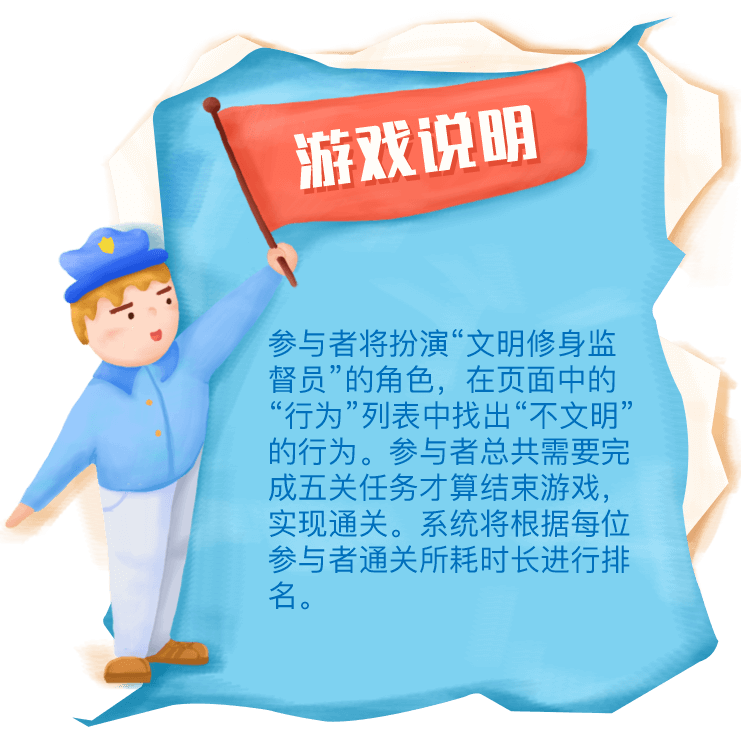 游戏说明
参与者将扮演“文明修身监
督员”的角色，在页面中的
“行为”列表中找出“不文明”
的行为。参与者总共需要完
成五关任务才算结束游戏，
实现通关。系统将根据每位
参与者通关所耗时长进行排
名。